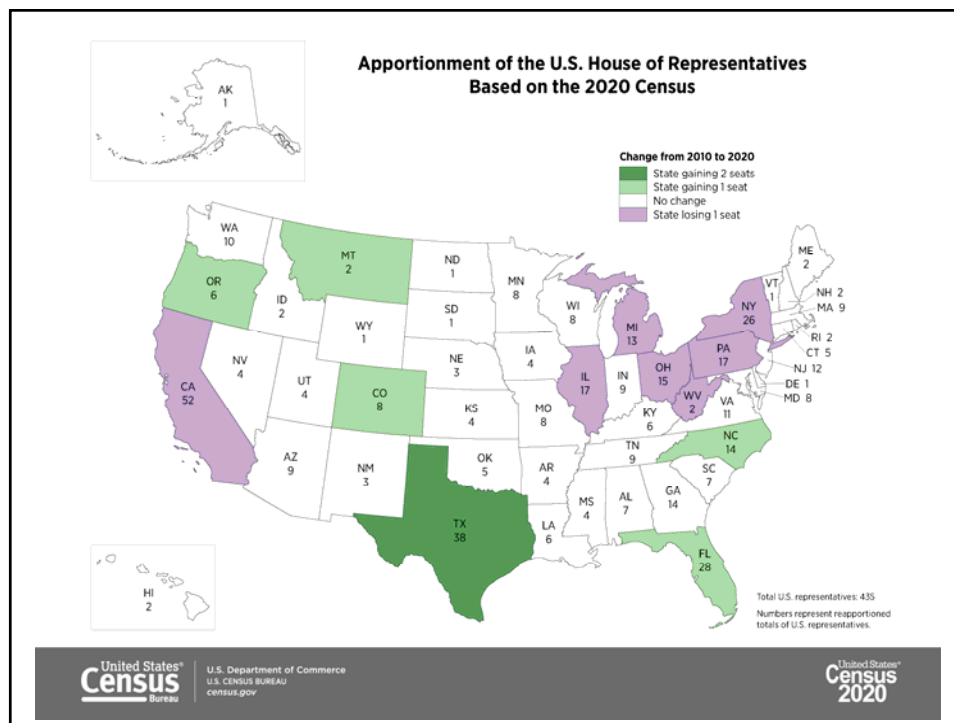 Apportionment of the U.S. House of Representatives
Based on the 2020 Census
AK
1
Change from 2010 to 2020
State gaining 2 seats
State gaining 1 seat
No change
State losing 1 seat
WA
10
OR
6
MT
2
ID
2
WY
1
ND
1
SD
1
NE
3
KS
4
MN
8
IA
4
MO
8
WI
8
IL
17
MI
13
IN
9
OH
15
KY
6
WV
2
PA
17
NY
26
VT
1
ME
2
NH 2
MA 9
RI 2
CT 5
NJ 12
DE 1
MD 8
VA
11
NC
14
TN
9
SC
7
GA
14
AL
7
MS
4
AR
4
LA
6
FL
28
OK
5
TX
38
NM
3
CO
8
AZ
9
UT
4
NV
4
CA
52
HI
2
Total U.S. representatives: 435
Numbers represent reapportioned
totals of U.S. representatives.
United States®
Census
Bureau
U.S. Department of Commerce
U.S. CENSUS BUREAU
census.gov
United States®
Census
2020